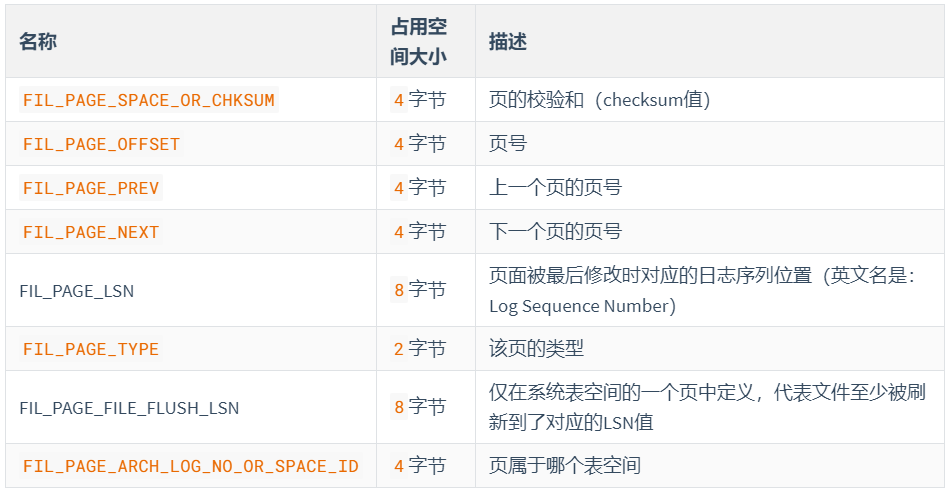 名称
占用空
间大小
描述
FIL_PAGE_SPACE_OR_CHKSUM
4 字节
页的校验和（checksum值）
FIL_PAGE_OFFSET
4 字节
页号
FIL_PAGE_PREV
4 字节
上一个页的页号
FIL_PAGE_NEXT
4 字节
下一个页的页号
FIL_PAGE_LSN
8 字节
页面被最后修改时对应的日志序列位置（英文名是：
Log Sequence Number）
FIL_PAGE_TYPE
2 字节
该页的类型
FIL_PAGE_FILE_FLUSH_LSN
8 字节
仅在系统表空间的一个页中定义，代表文件至少被刷
新到了对应的LSN值
FIL_PAGE_ARCH_LOG_NO_OR_SPACE_ID
4 字节
页属于哪个表空间